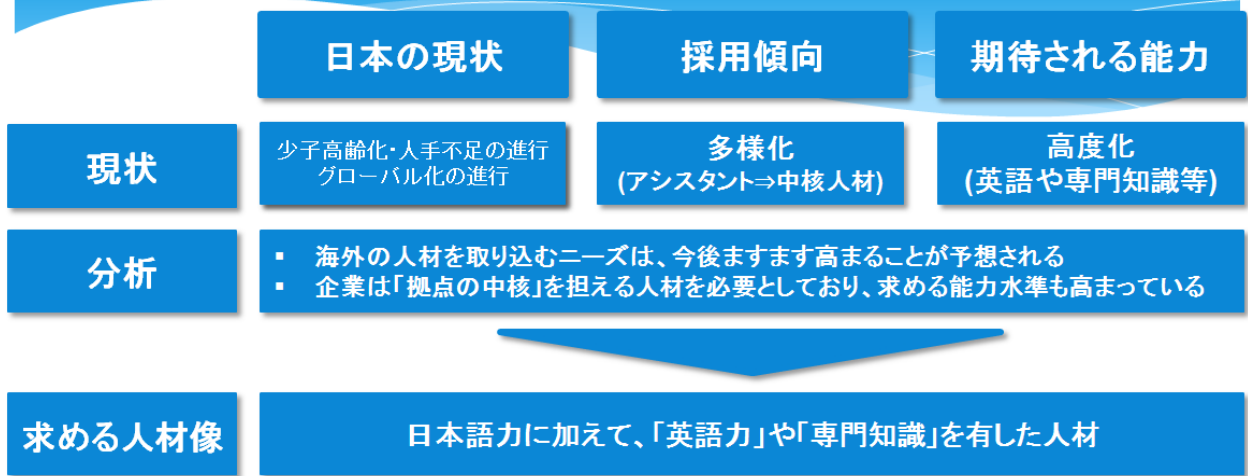 日本の現状
採用傾向
期待される能力
現状
少子高齢化・人手不足の進行
グローバル化の進行
多様化
(アシスタント⇒中核人材)
高度化
(英語や専門知識等)
分析
▪ 海外の人材を取り込むニーズは、今後ますます高まることが予想される
▪ 企業は「拠点の中核」を担える人材を必要としており、求める能力水準も高まっている
求める人材像
日本語力に加えて、「英語力」や「専門知識」を有した人材